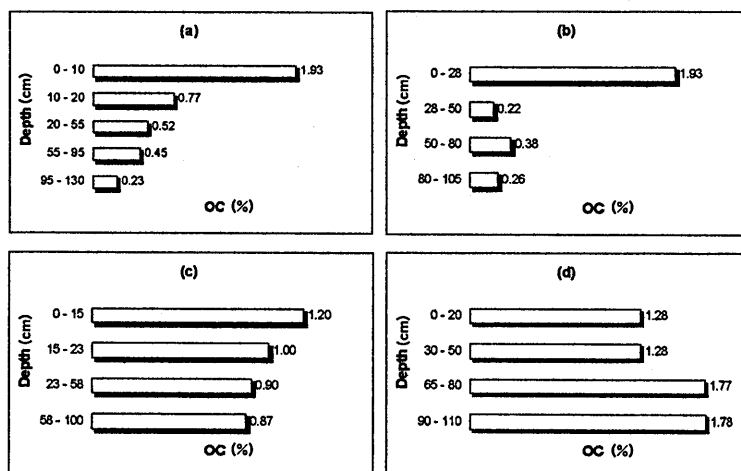 (a)
Depth (cm)
0 - 10 1.93
10 - 20 0.77
20 - 55 0.52
55 - 95 0.45
95 - 130 0.23
OC (%)
(b)
Depth (cm)
0 - 28 1.93
28 - 50 0.22
50 - 80 0.38
80 - 105 0.26
OC (%)
(c)
Depth (cm)
0 - 15 1.20
15 - 23 1.00
23 - 58 0.90
58 - 100 0.87
OC (%)
(d)
Depth (cm)
0 - 20 1.28
30 - 50 1.28
65 - 80 1.77
90 - 110 1.78
OC (%)